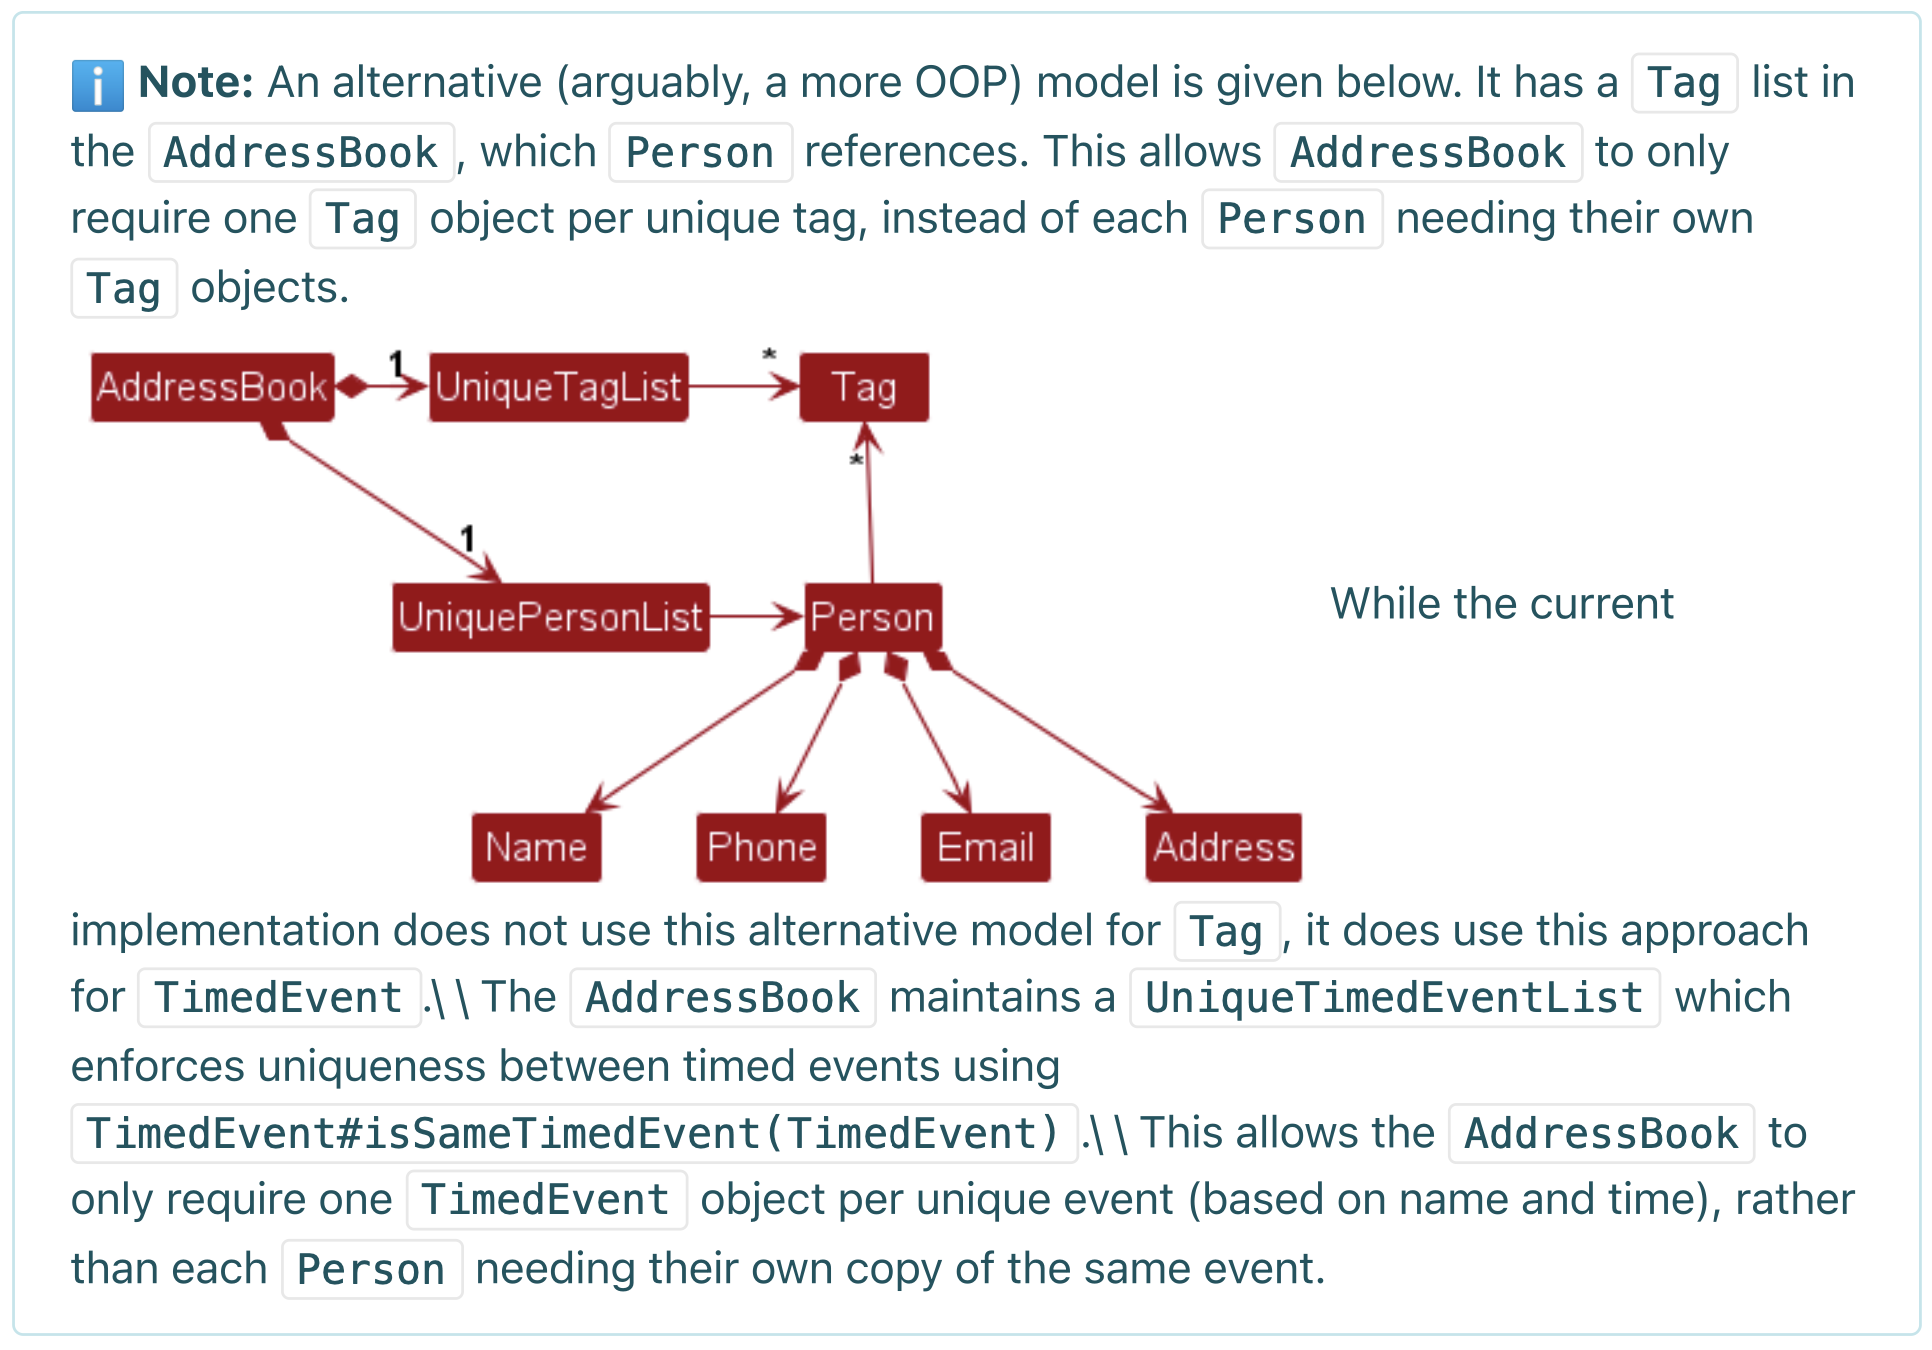 ℹ️ Note: An alternative (arguably, a more OOP) model is given below. It has a Tag list in
the AddressBook, which Person references. This allows AddressBook to only
require one Tag object per unique tag, instead of each Person needing their own
Tag objects.
AddressBook 1 UniqueTagList * Tag
*
1
UniquePersonList Person
While the current
Name Phone Email Address
implementation does not use this alternative model for Tag, it does use this approach
for TimedEvent.\ \ The AddressBook maintains a UniqueTimedEventList which
enforces uniqueness between timed events using
TimedEvent#isSameTimedEvent(TimedEvent).\ \ This allows the AddressBook to
only require one TimedEvent object per unique event (based on name and time), rather
than each Person needing their own copy of the same event.